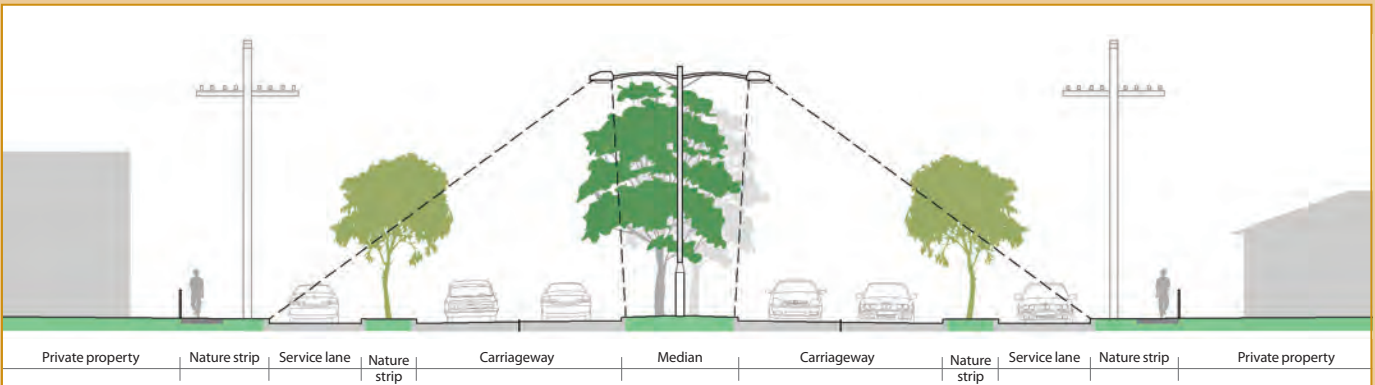 Private property
Nature strip
Service lane
Nature
strip
Carriageway
Median
Carriageway
Nature
strip
Service lane
Nature strip
Private property